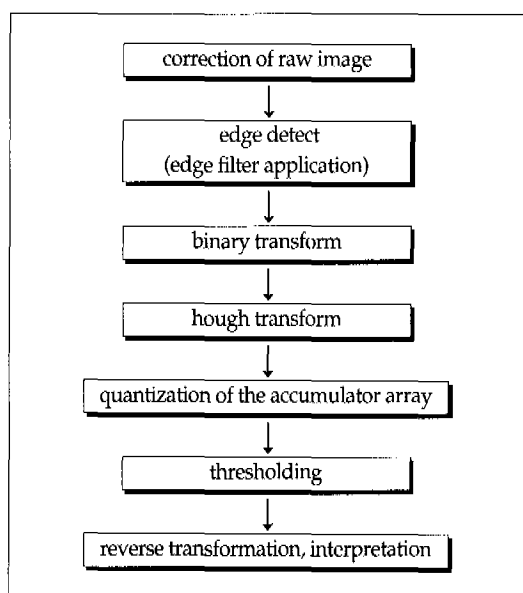 correction of raw image
edge detect
(edge filter application)
binary transform
hough transform
quantization of the accumulator array
thresholding
reverse transformation, interpretation